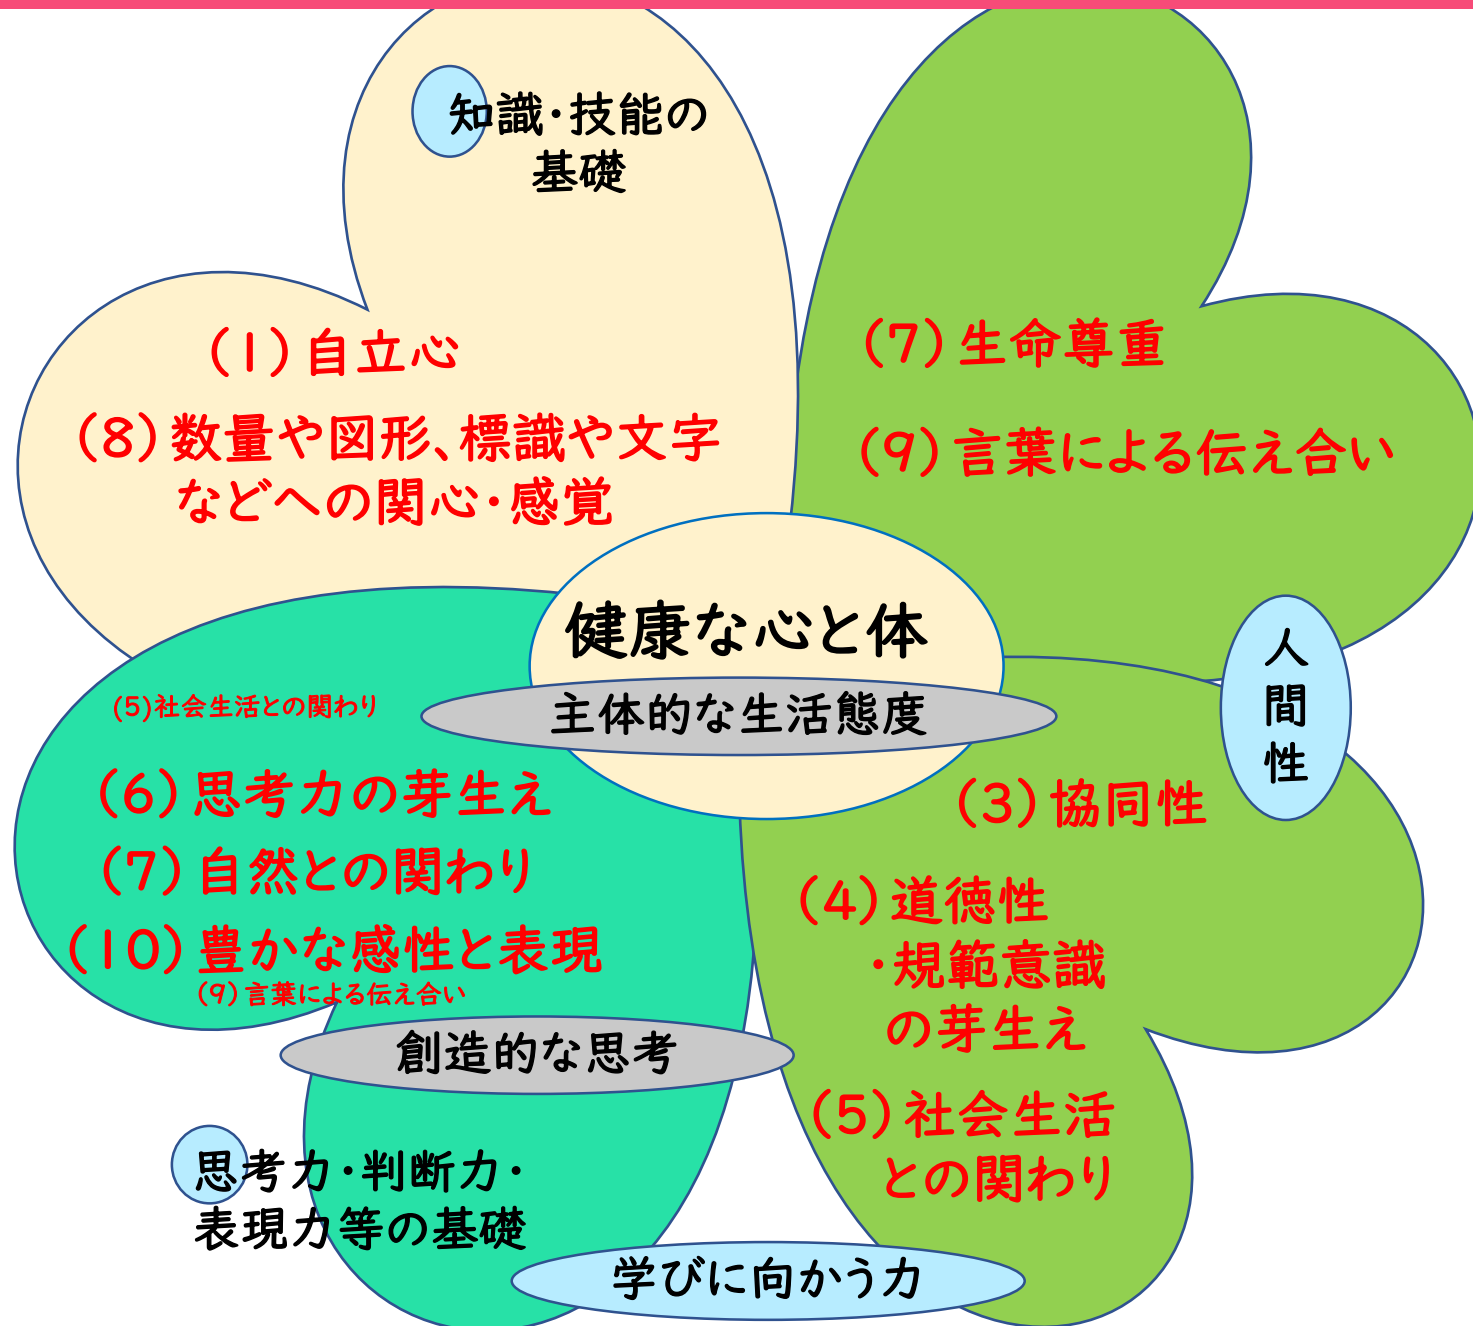 知識・技能の
基礎
(1)自立心
(8)数量や図形、標識や文字
などへの関心・感覚
(7)生命尊重
(9)言葉による伝え合い
健康な心と体
主体的な生活態度
人
間
性
(5)社会生活との関わり
(6)思考力の芽生え
(7)自然との関わり
(10)豊かな感性と表現
(9)言葉による伝え合い
創造的な思考
思考力・判断力・
表現力等の基礎
(3)協同性
(4)道徳性
・規範意識
の芽生え
(5)社会生活
との関わり
学びに向かう力